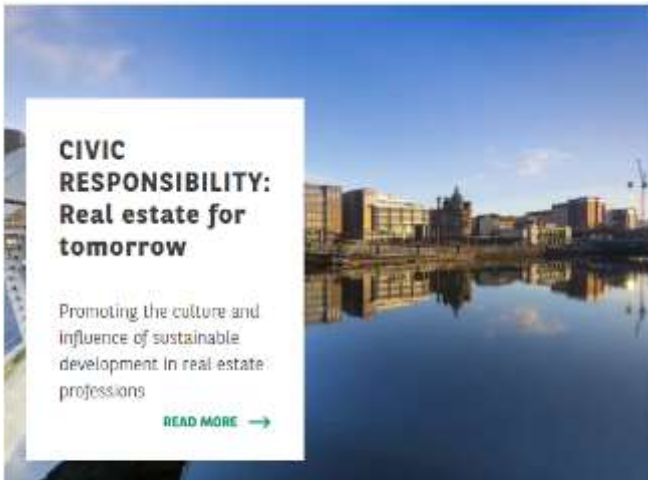 CIVIC
RESPONSIBILITY:
Real estate for
tomorrow
Promoting the culture and
influence of sustainable
development in real estate
professions
READ MORE →